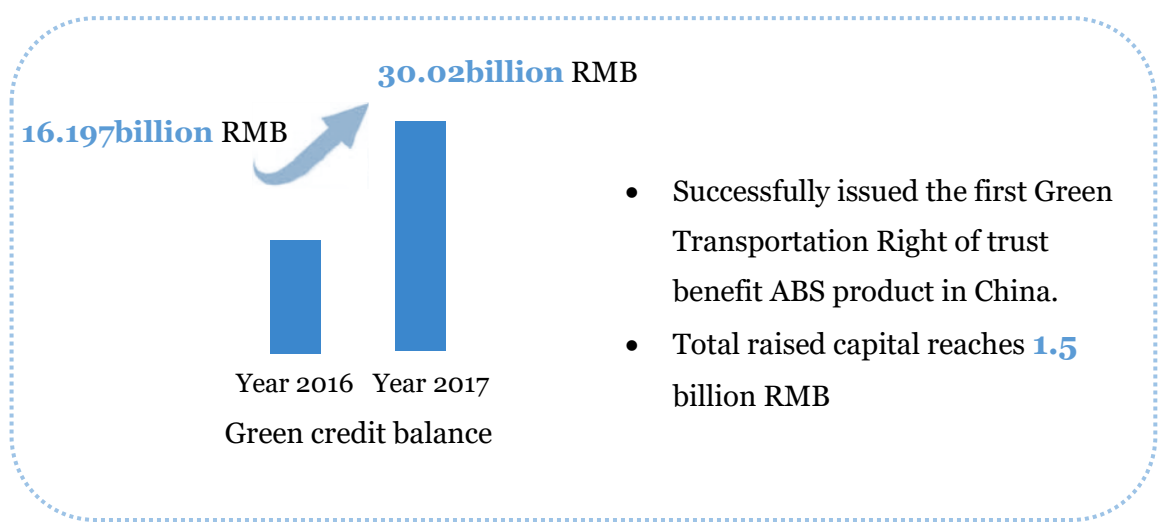 30.02billion RMB
16.197billion RMB
Year 2016 Year 2017
Green credit balance
• Successfully issued the first Green
Transportation Right of trust
benefit ABS product in China.
• Total raised capital reaches 1.5
billion RMB